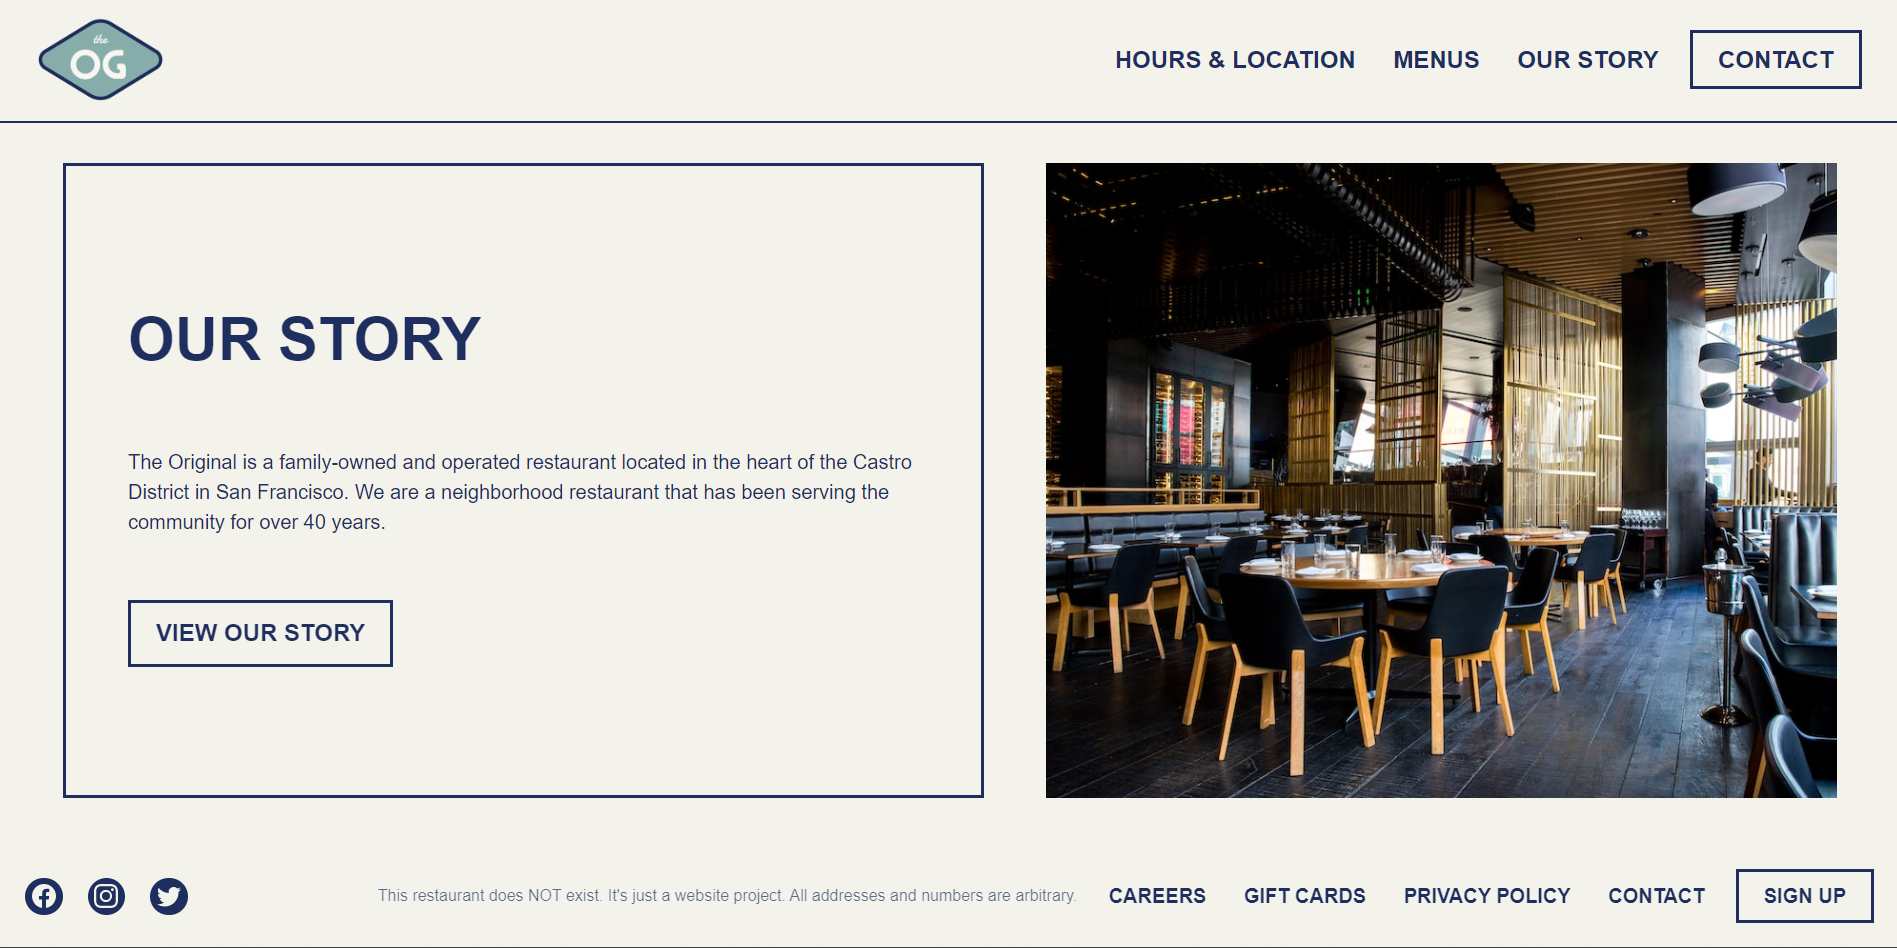 the
OG
HOURS & LOCATION MENUS OUR STORY CONTACT
OUR STORY
The Original is a family-owned and operated restaurant located in the heart of the Castro
District in San Francisco. We are a neighborhood restaurant that has been serving the
community for over 40 years.
VIEW OUR STORY
This restaurant does NOT exist. It's just a website project. All addresses and numbers are arbitrary. CAREERS GIFT CARDS PRIVACY POLICY CONTACT SIGN UP